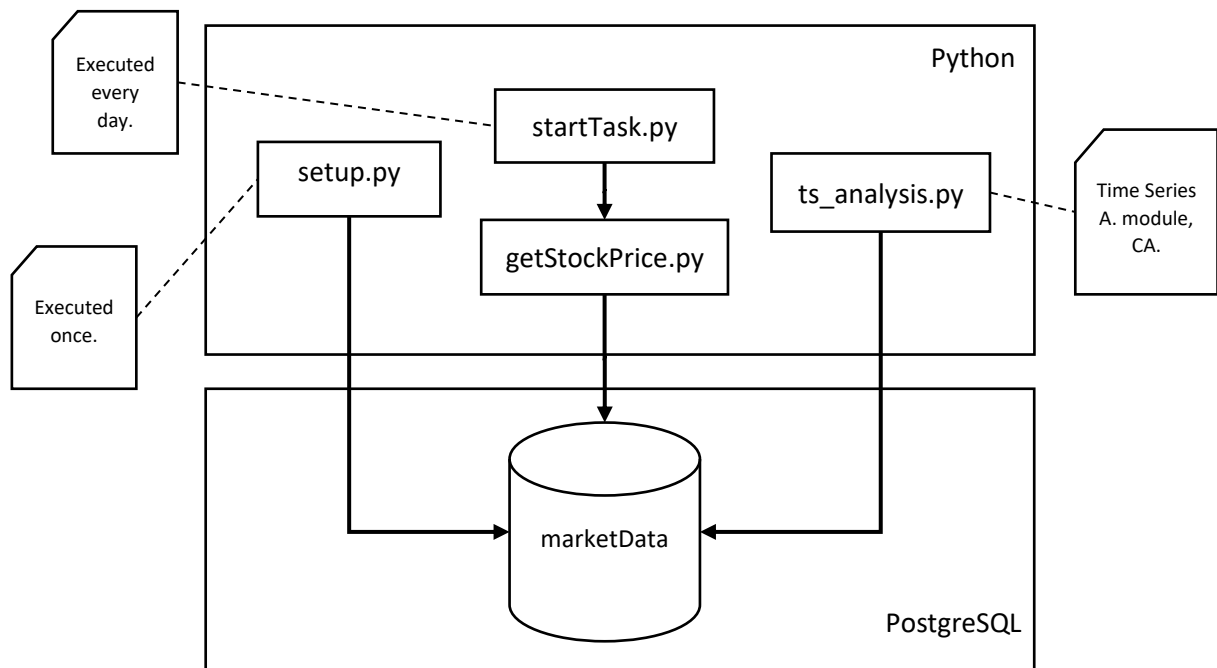 Executed
every
day.
Python
startTask.py
setup.py
ts_analysis.py
Time Series
A. module,
CA.
getStockPrice.py
Executed
once.
marketData
PostgreSQL